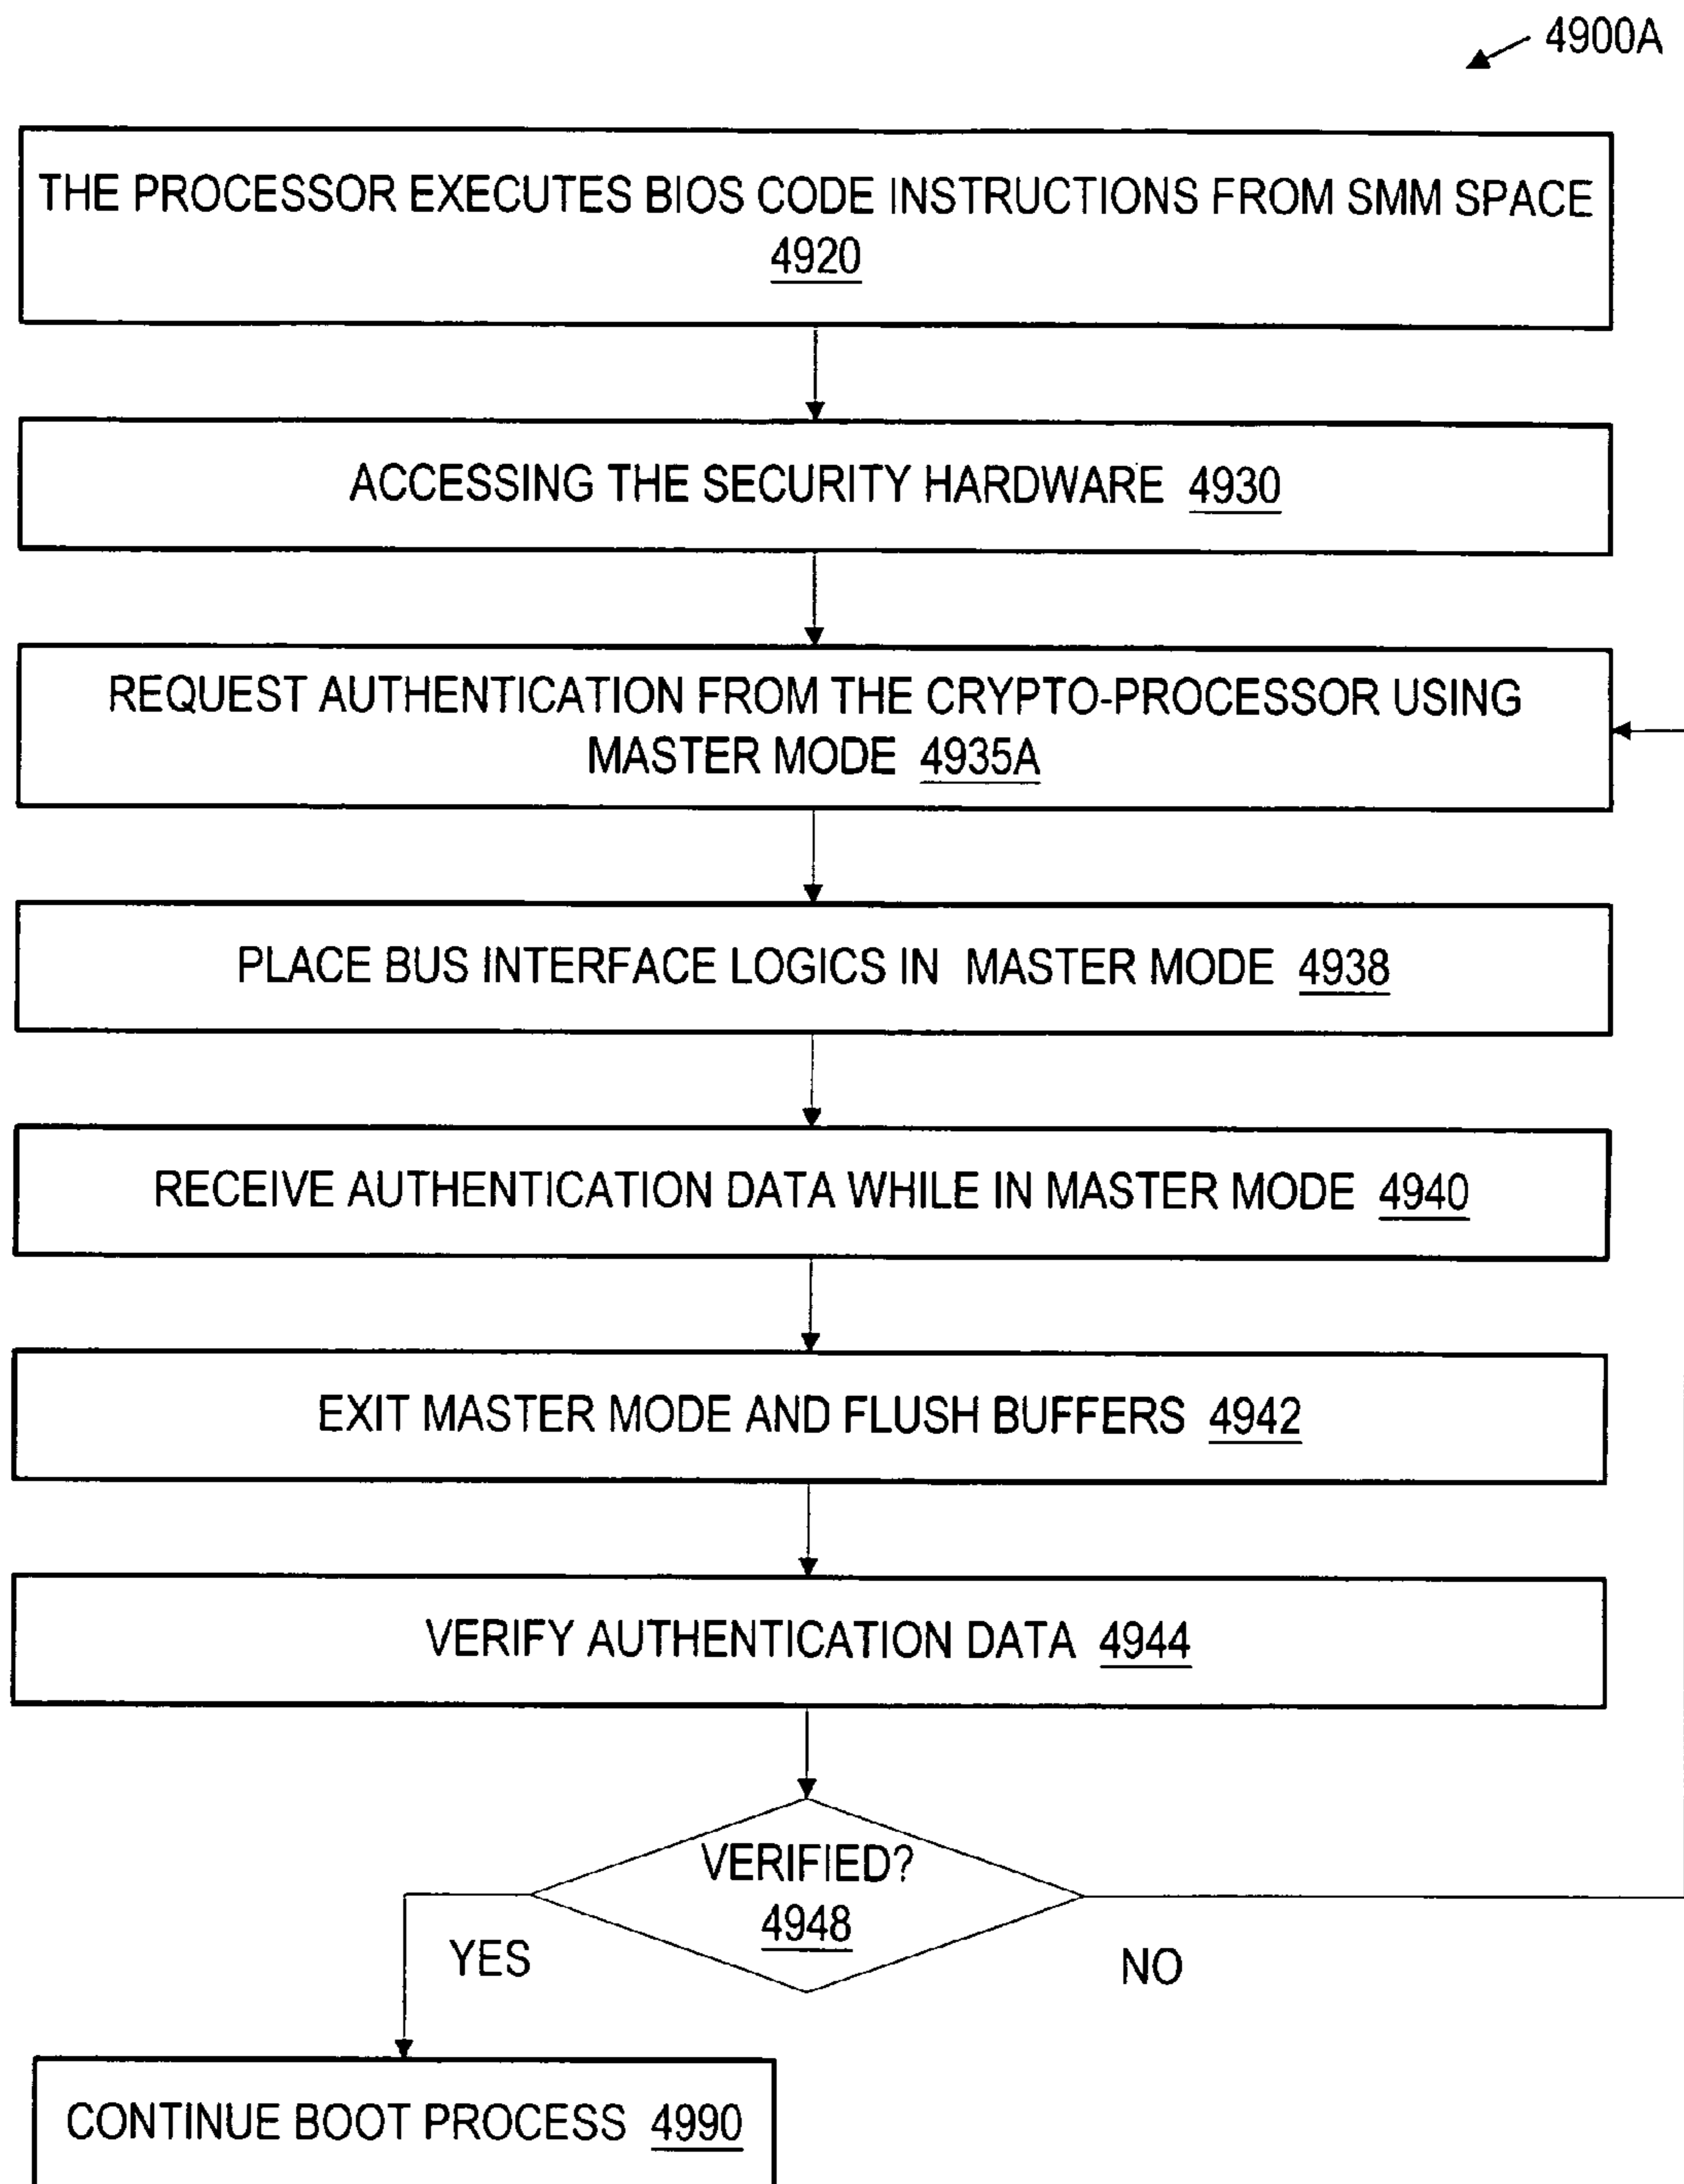 4900A
THE PROCESSOR EXECUTES BIOS CODE INSTRUCTIONS FROM SMM SPACE
4920
ACCESSING THE SECURITY HARDWARE 4930
REQUEST AUTHENTICATION FROM THE CRYPTO-PROCESSOR USING
MASTER MODE 4935A
PLACE BUS INTERFACE LOGICS IN MASTER MODE 4938
RECEIVE AUTHENTICATION DATA WHILE IN MASTER MODE 4940
EXIT MASTER MODE AND FLUSH BUFFERS 4942
VERIFY AUTHENTICATION DATA 4944
VERIFIED?
4948
YES
NO
CONTINUE BOOT PROCESS 4990